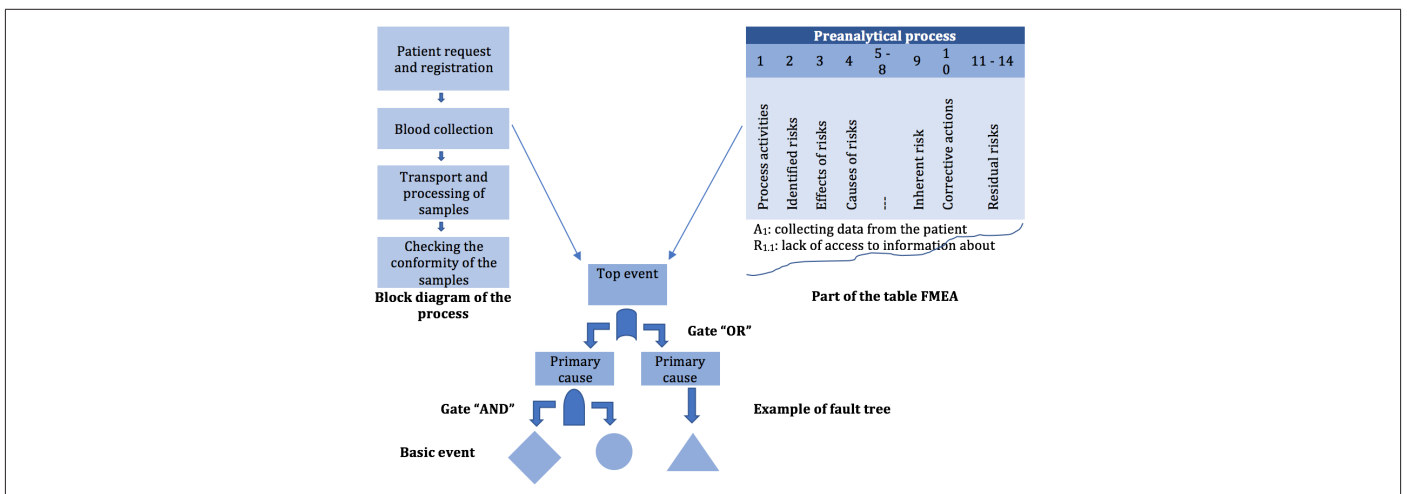 Patient request
and registration
Blood collection
Transport and
processing of
samples
Checking the
conformity of the
samples
Block diagram of the
process
Preanalytical process
1 2 3 4 5 - 8 9 10 11 - 14
Process activities
Identified risks
Effects of risks
Causes of risks
---
Inherent risk
Corrective actions
Residual risks
A1: collecting data from the patient
R1.1: lack of access to information about
Part of the table FMEA
Top event
Gate “OR”
Primary
cause
Primary
cause
Gate “AND”
Example of fault tree
Basic event